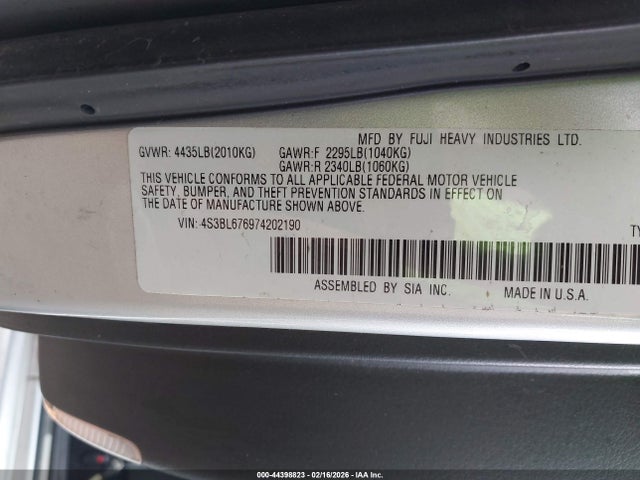 MFD BY FUJI HEAVY INDUSTRIES LTD.
GVWR: 4435LB(2010KG) GAWR:F 2295LB(1040KG)
GAWR:R 2340LB(1060KG)
THIS VEHICLE CONFORMS TO ALL APPLICABLE FEDERAL MOTOR VEHICLE
SAFETY, BUMPER, AND THEFT PREVENTION STANDARDS IN EFFECT ON
THE DATE OF MANUFACTURE SHOWN ABOVE.
VIN: 4S3BL676974202190 TY
ASSEMBLED BY SIA INC. MADE IN U.S.A.
000-44398823 - 02/16/2026 - IAA Inc.